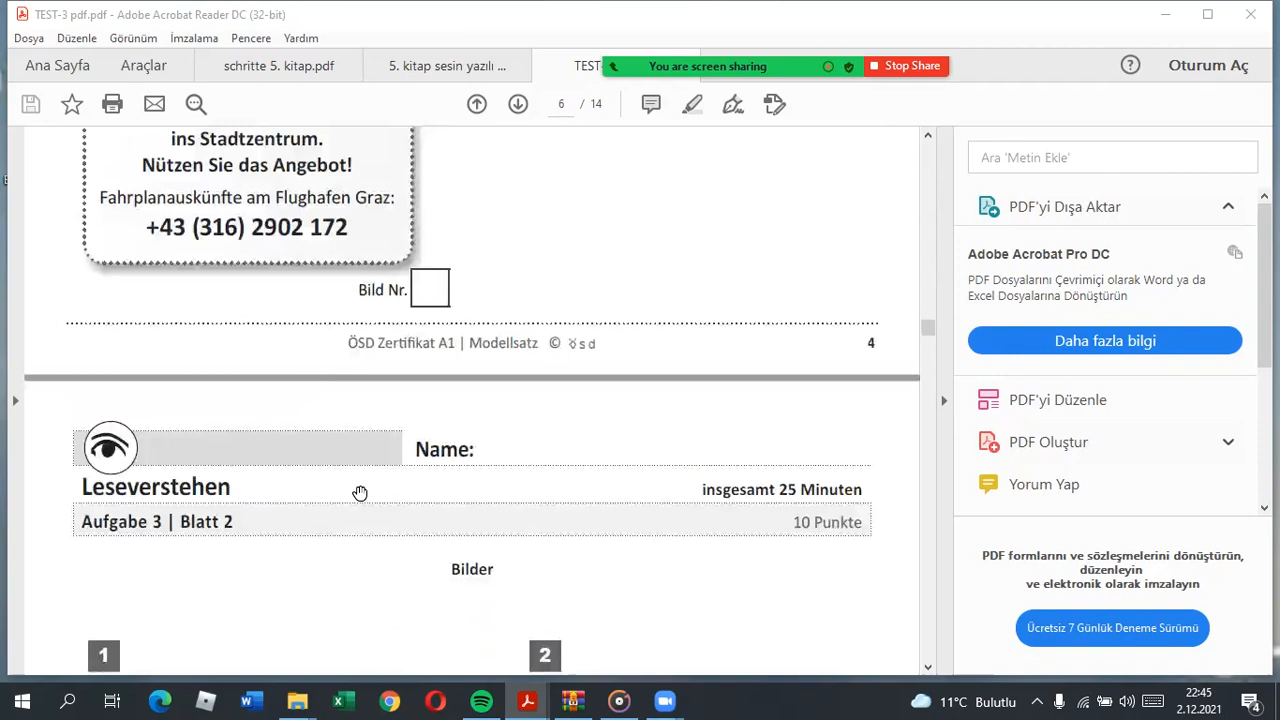 TEST-3 pdf.pdf - Adobe Acrobat Reader DC (32-bit)
Dosya Düzenle Görünüm İmzalama Pencere Yardım
Ana Sayfa Araçlar schritte 5. kitap.pdf 5. kitap sesin yazılı ... TEST-
You are screen sharing Stop Share
Oturum Aç
6 / 14
ins Stadtzentrum.
Nützen Sie das Angebot!
Fahrplanauskünfte am Flughafen Graz:
+43 (316) 2902 172
Bild Nr.
ÖSD Zertifikat A1 | Modellsatz © ösd 4
Name:
Leseverstehen insgesamt 25 Minuten
Aufgabe 3 | Blatt 2 10 Punkte
Bilder
1 2
Ara 'Metin Ekle'
PDF'yi Dışa Aktar
Adobe Acrobat Pro DC
PDF Dosyalarını Çevrimiçi olarak Word ya da
Excel Dosyalarına Dönüştürün
Daha fazla bilgi
PDF'yi Düzenle
PDF Oluştur
Yorum Yap
PDF formlarını ve sözleşmelerini dönüştürün,
düzenleyin
ve elektronik olarak imzalayın
Ücretsiz 7 Günlük Deneme Sürümü
11°C Bulutlu
22:45
2.12.2021
4